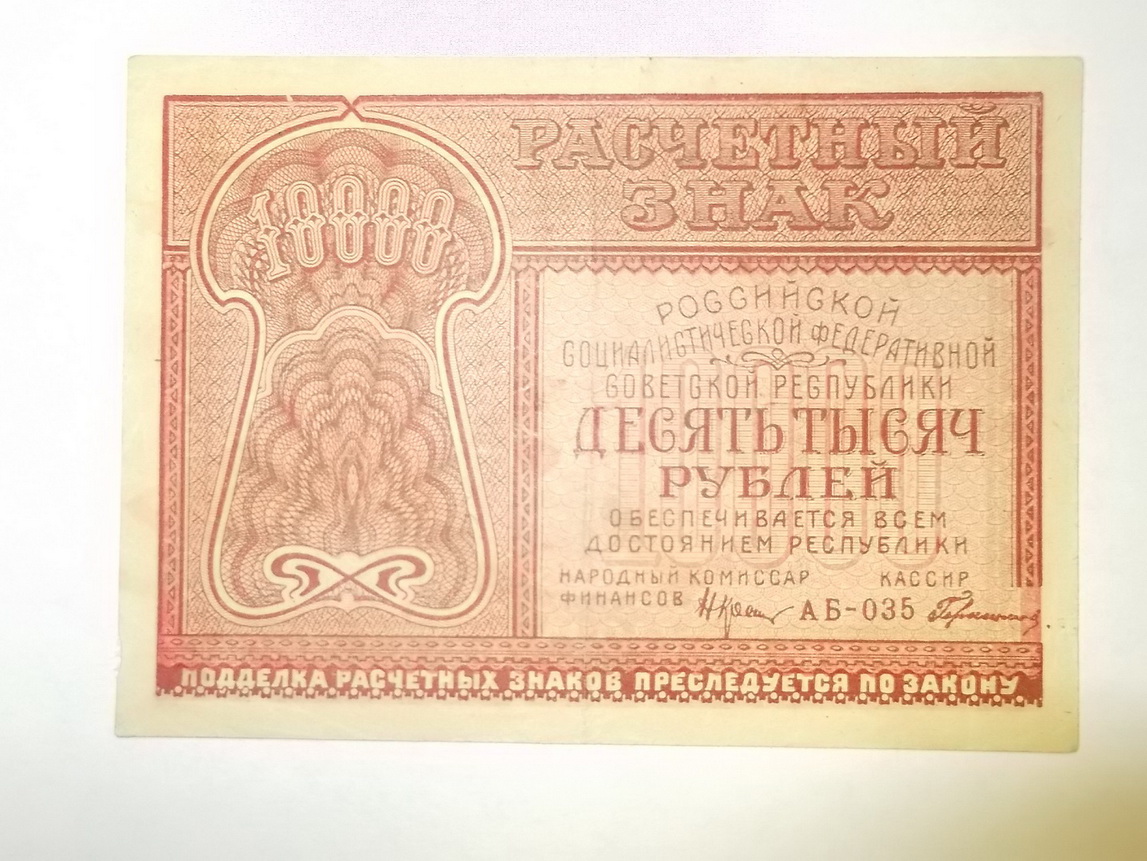 РАСЧЕТНЫЙ
ЗНАК
10000
10000
РОССИЙСКОЙ
СОЦИАЛИСТИЧЕСКОЙ ФЕДЕРАТИВНОЙ
СОВЕТСКОЙ РЕСПУБЛИКИ
ДЕСЯТЬ ТЫСЯЧ
РУБЛЕЙ
ОБЕСПЕЧИВАЕТСЯ ВСЕМ
ДОСТОЯНИЕМ РЕСПУБЛИКИ
НАРОДНЫЙ КОМИССАР КАССИР
ФИНАНСОВ АБ-035
ПОДДЕЛКА РАСЧЕТНЫХ ЗНАКОВ ПРЕСЛЕДУЕТСЯ ПО ЗАКОНУ